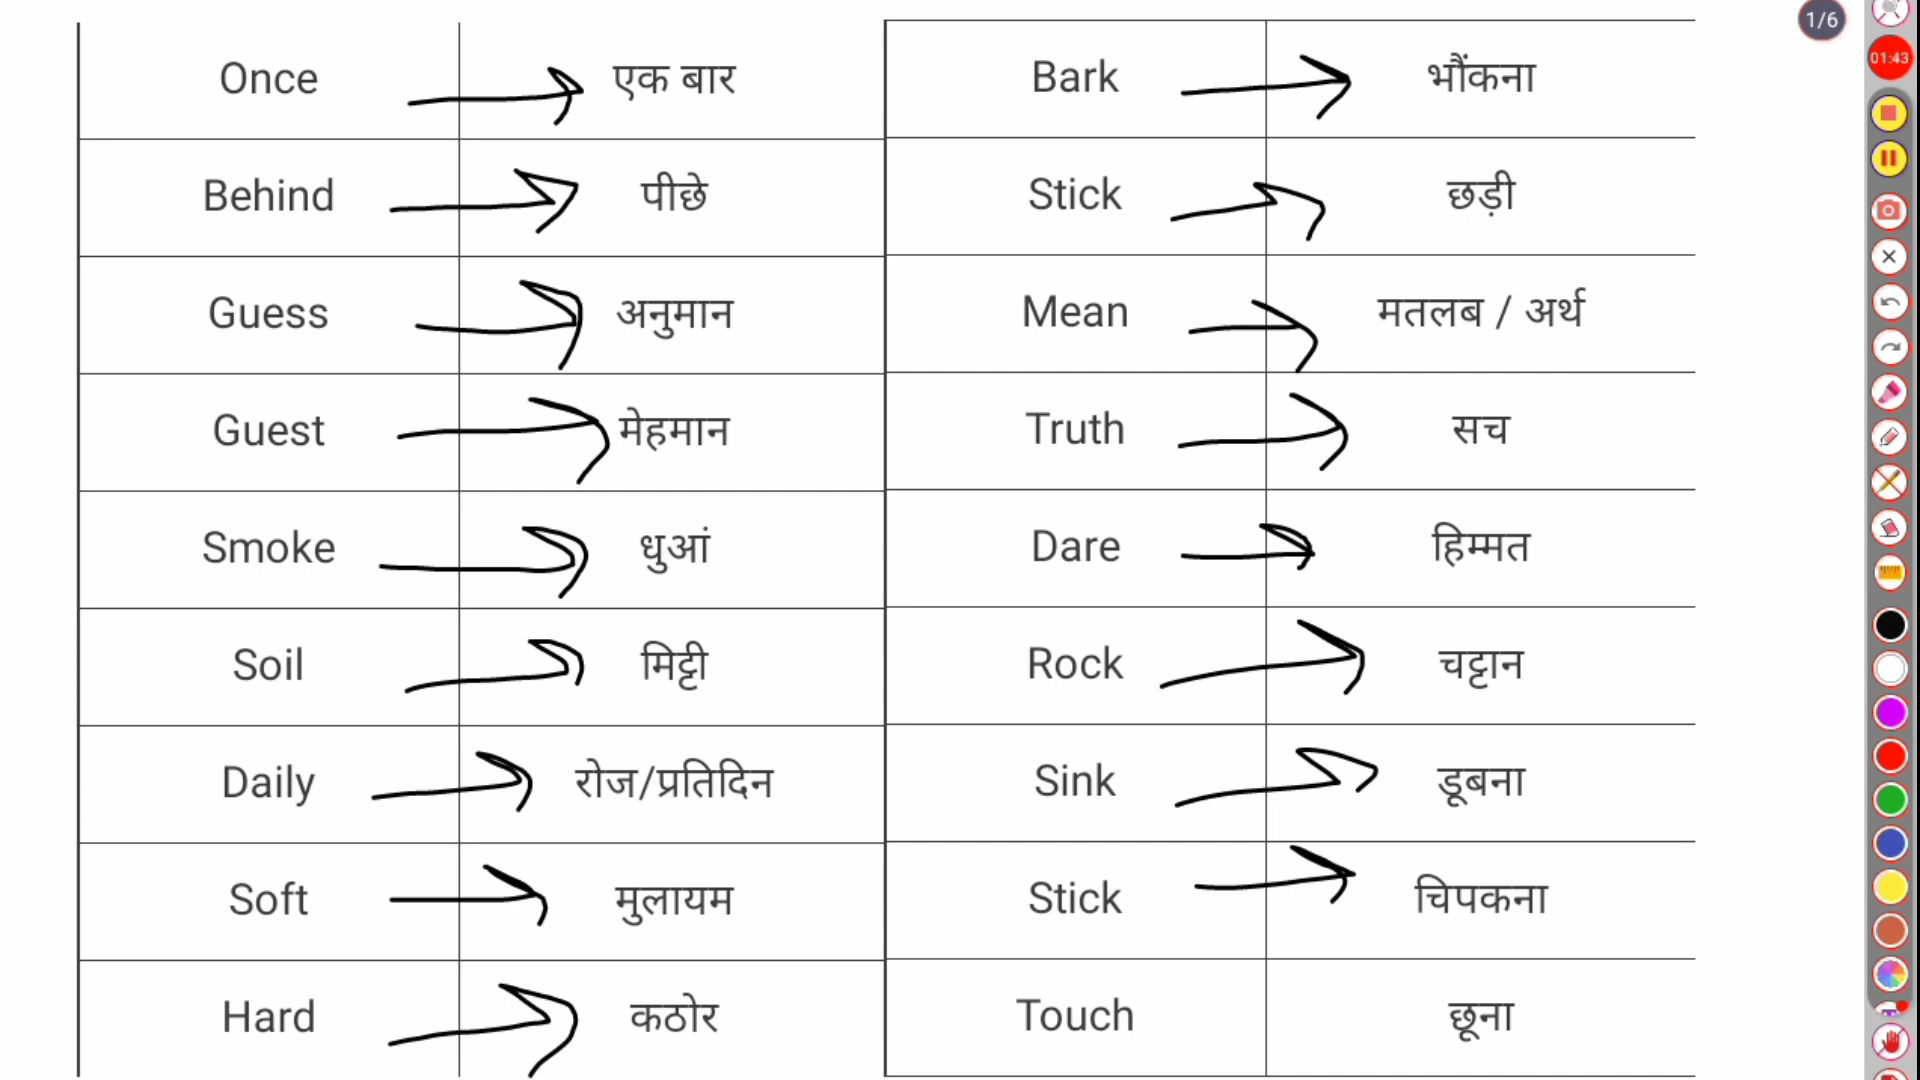 Once एक बार Bark भौंकना
Behind पीछे Stick छड़ी
Guess अनुमान Mean मतलब / अर्थ
Guest मेहमान Truth सच
Smoke धुआं Dare हिम्मत
Soil मिट्टी Rock चट्टान
Daily रोज/प्रतिदिन Sink डूबना
Soft मुलायम Stick चिपकना
Hard कठोर Touch छूना
1/6
01:43